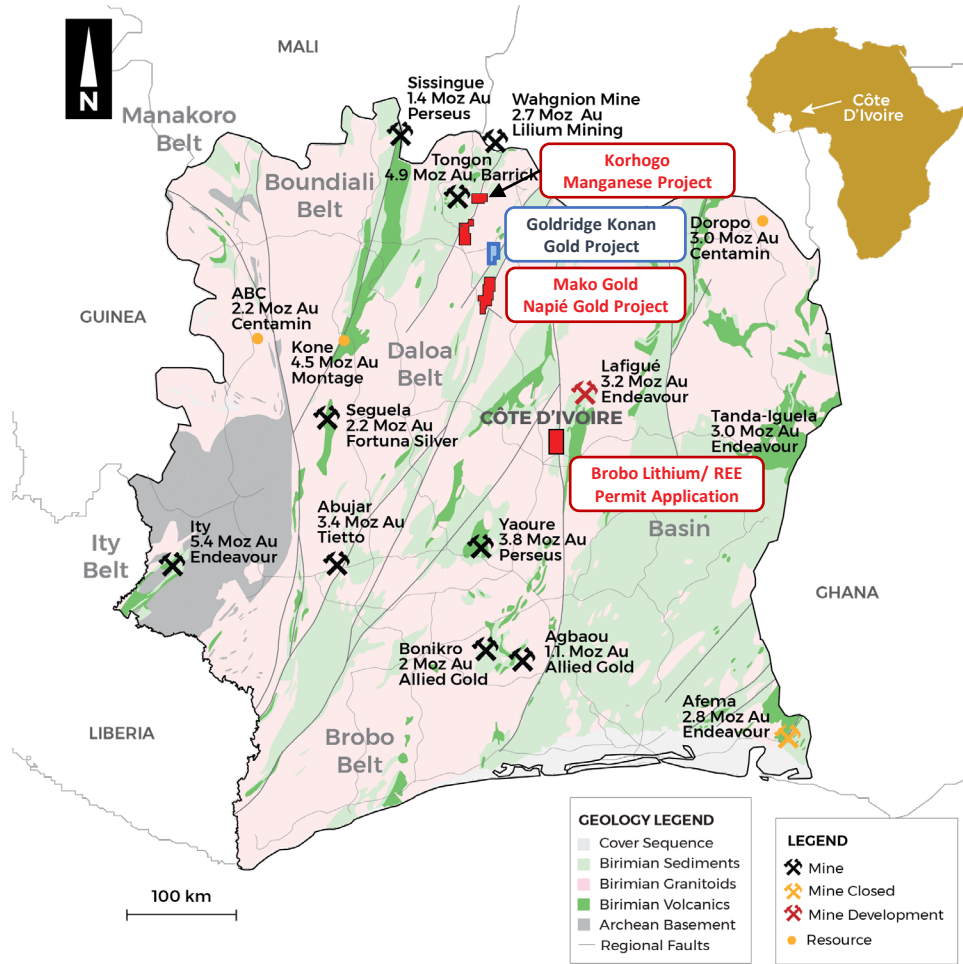 N
MALI
Manakoro
Belt
Sissingue
1.4 Moz Au
Perseus
Wahgnion Mine
2.7 Moz Au
Lilium Mining
Côte
D'Ivoire
Tongon
4.9 Moz Au, Barrick
Korhogo
Manganese Project
Boundiali
Belt
Goldridge Konan
Gold Project
Doropo
3.0 Moz Au
Centamin
Mako Gold
Napié Gold Project
ABC
2.2 Moz Au
Centamin
GUINEA
Kone
4.5 Moz Au
Montage
Daloa
Belt
Lafigué
3.2 Moz Au
Endeavour
Seguela
2.2 Moz Au
Fortuna Silver
CÔTE D'IVOIRE
Tanda-Iguela
3.0 Moz Au
Endeavour
Brobo Lithium/ REE
Permit Application
Abujar
3.4 Moz Au
Tietto
Yaoure
3.8 Moz Au
Perseus
Basin
Ity
5.4 Moz Au
Endeavour
Ity
Belt
GHANA
Bonikro
2 Moz Au
Allied Gold
Agbaou
1.1. Moz Au
Allied Gold
Afema
2.8 Moz Au
Endeavour
LIBERIA
Brobo
Belt
100 km
GEOLOGY LEGEND
Cover Sequence
Birimian Sediments
Birimian Granitoids
Birimian Volcanics
Archean Basement
Regional Faults
LEGEND
Mine
Mine Closed
Mine Development
Resource